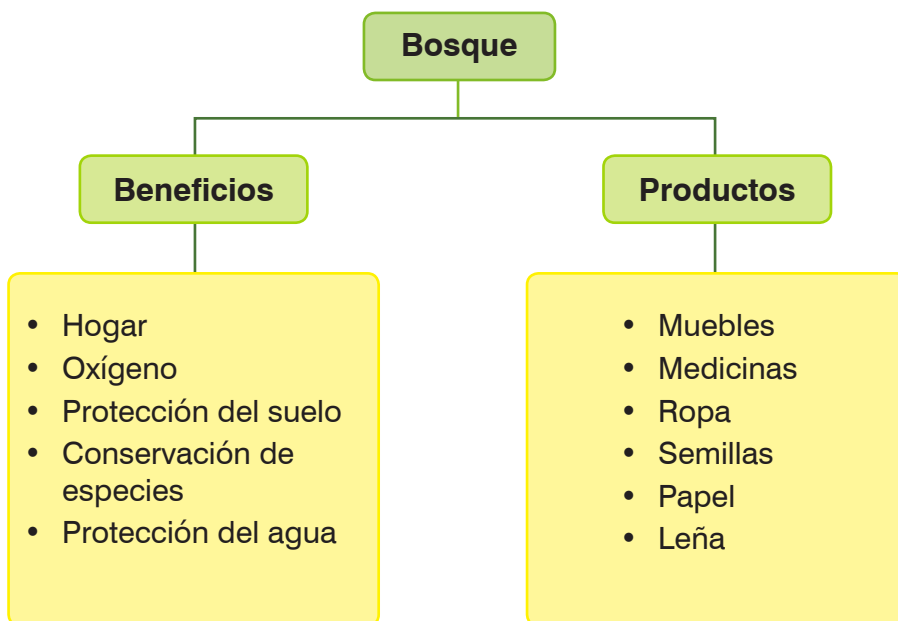 Bosque
Beneficios
• Hogar
• Oxígeno
• Protección del suelo
• Conservación de
especies
• Protección del agua
Productos
• Muebles
• Medicinas
• Ropa
• Semillas
• Papel
• Leña